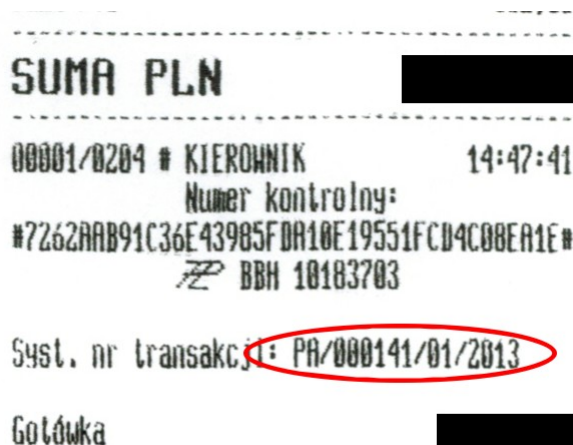 SUMA PLN
00001/0204 # KIEROWNIK 14:47:41
Numer kontrolny:
#7262AAB91C36E43985FDA10E19551FCD4C08EA1E#
BBH 10183703
Syst. nr transakcji: PA/000141/01/2013
Gotówka